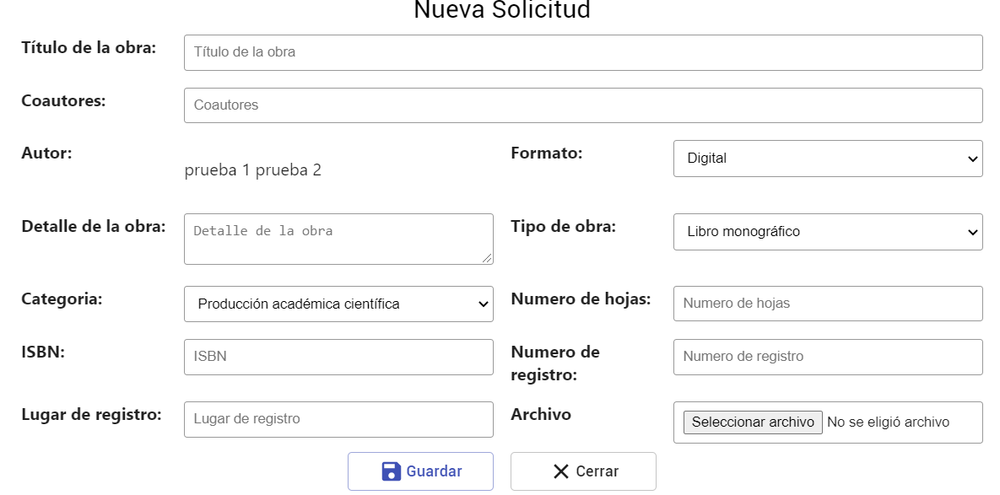 Nueva Solicitud
Título de la obra: Título de la obra
Coautores: Coautores
Autor: prueba 1 prueba 2 Formato: Digital
Detalle de la obra: Detalle de la obra Tipo de obra: Libro monográfico
Categoria: Producción académica científica Numero de hojas: Numero de hojas
ISBN: ISBN Numero de registro: Numero de registro
Lugar de registro: Lugar de registro Archivo Seleccionar archivo No se eligió archivo
Guardar Cerrar